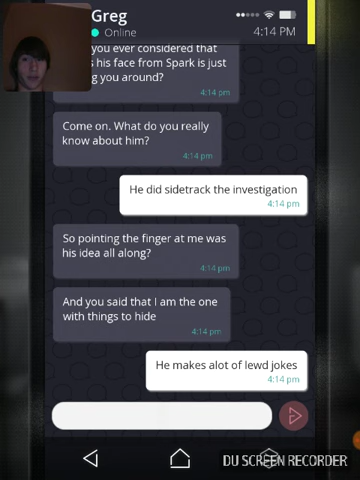 Greg
Online
4:14 PM
you ever considered that
s his face from Spark is just
g you around?
4:14 pm
Come on. What do you really
know about him?
4:14 pm
He did sidetrack the investigation
4:14 pm
So pointing the finger at me was
his idea all along?
4:14 pm
And you said that I am the one
with things to hide
4:14 pm
He makes alot of lewd jokes
4:14 pm
DU SCREEN RECORDER